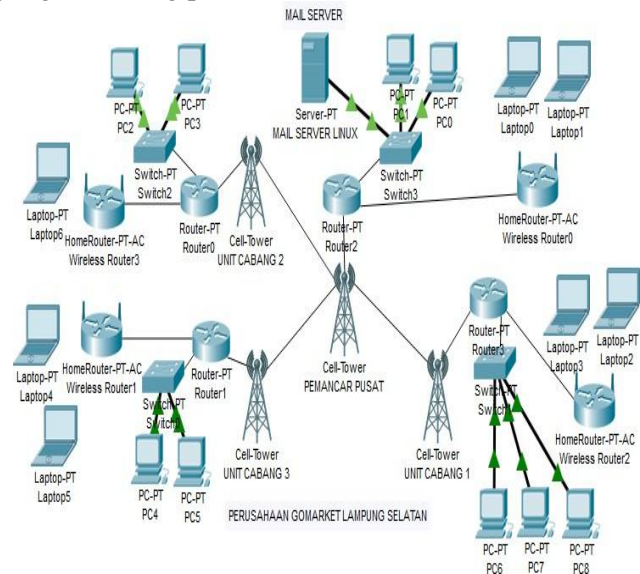 MAIL SERVER
PC-PT
PC2
PC-PT
PC3
Switch-PT
Switch2
Server-PT
MAIL SERVER LINUX
PC-PT
PC1
PC-PT
PC0
Switch-PT
Switch3
Laptop-PT
Laptop0
Laptop-PT
Laptop1
Laptop-PT
Laptop6
HomeRouter-PT-AC
Wireless Router3
Router-PT
Router0
Cell-Tower
UNIT CABANG 2
Router-PT
Router2
HomeRouter-PT-AC
Wireless Router0
Laptop-PT
Laptop4
HomeRouter-PT-AC
Wireless Router1
Switch-PT
Router-PT
Router1
Cell-Tower
UNIT CABANG 3
Cell-Tower
PEMANCAR PUSAT
Cell-Tower
UNIT CABANG 1
Router-PT
Router3
Switch-PT
Laptop-PT
Laptop3
Laptop-PT
Laptop2
HomeRouter-PT-AC
Wireless Router2
Laptop-PT
Laptop5
PC-PT
PC4
PC-PT
PC5
PERUSAHAAN GOMARKET LAMPUNG SELATAN
PC-PT
PC6
PC-PT
PC7
PC-PT
PC8